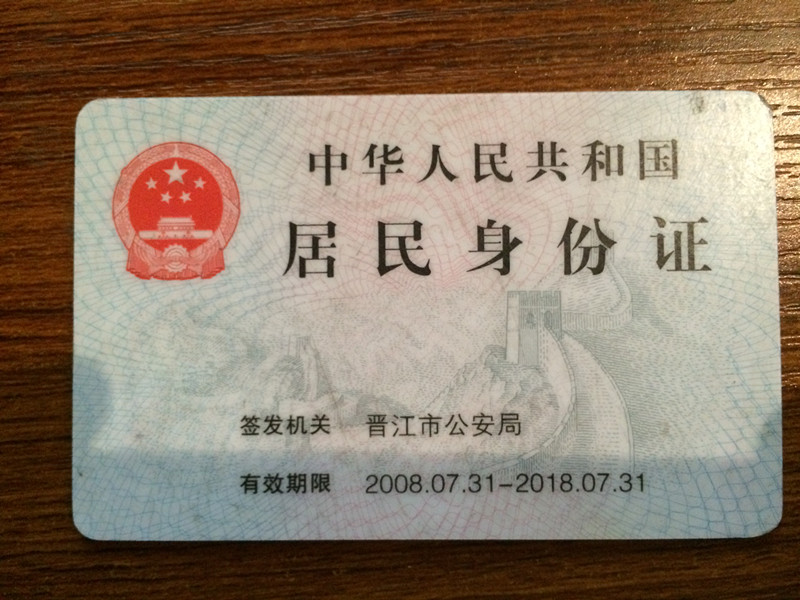 中华人民共和国
居民身份证
签发机关 晋江市公安局
有效期限 2008.07.31-2018.07.31